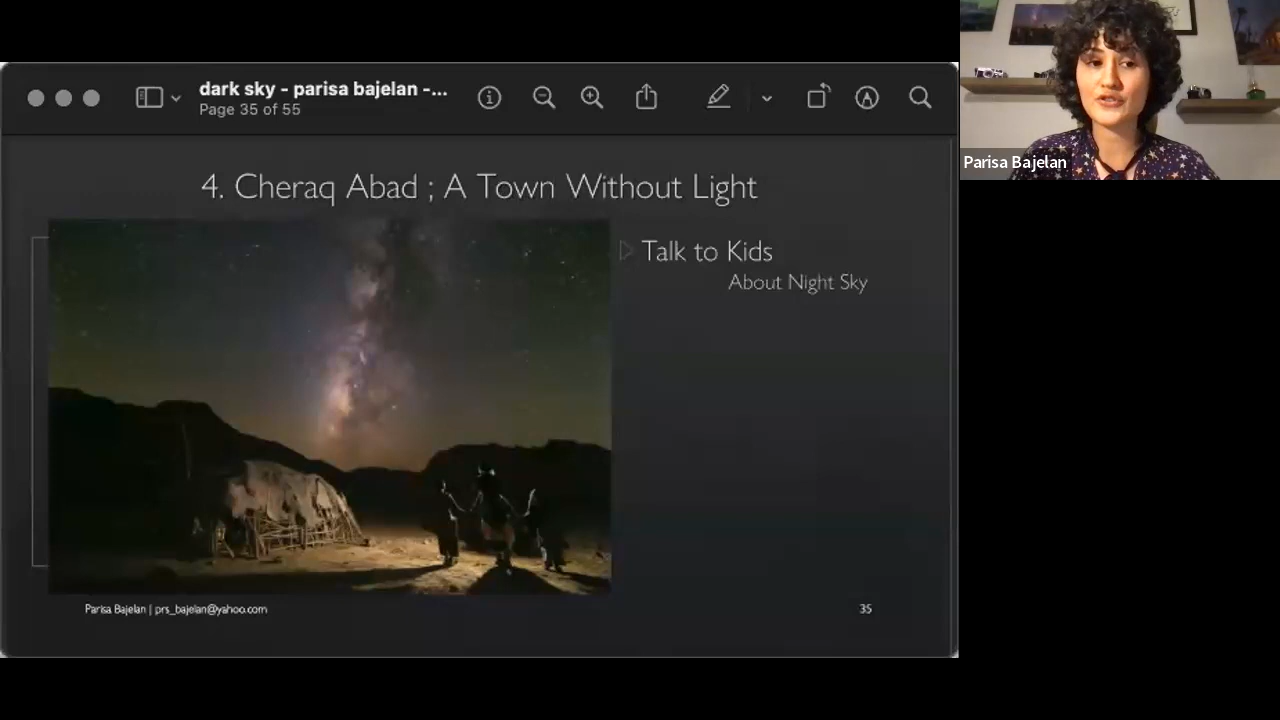 dark sky - parisa bajelan -...
Page 35 of 55
Parisa Bajelan
4. Cheraq Abad ; A Town Without Light
Talk to Kids
About Night Sky
Parisa Bajelan | prs_bajelan@yahoo.com
35